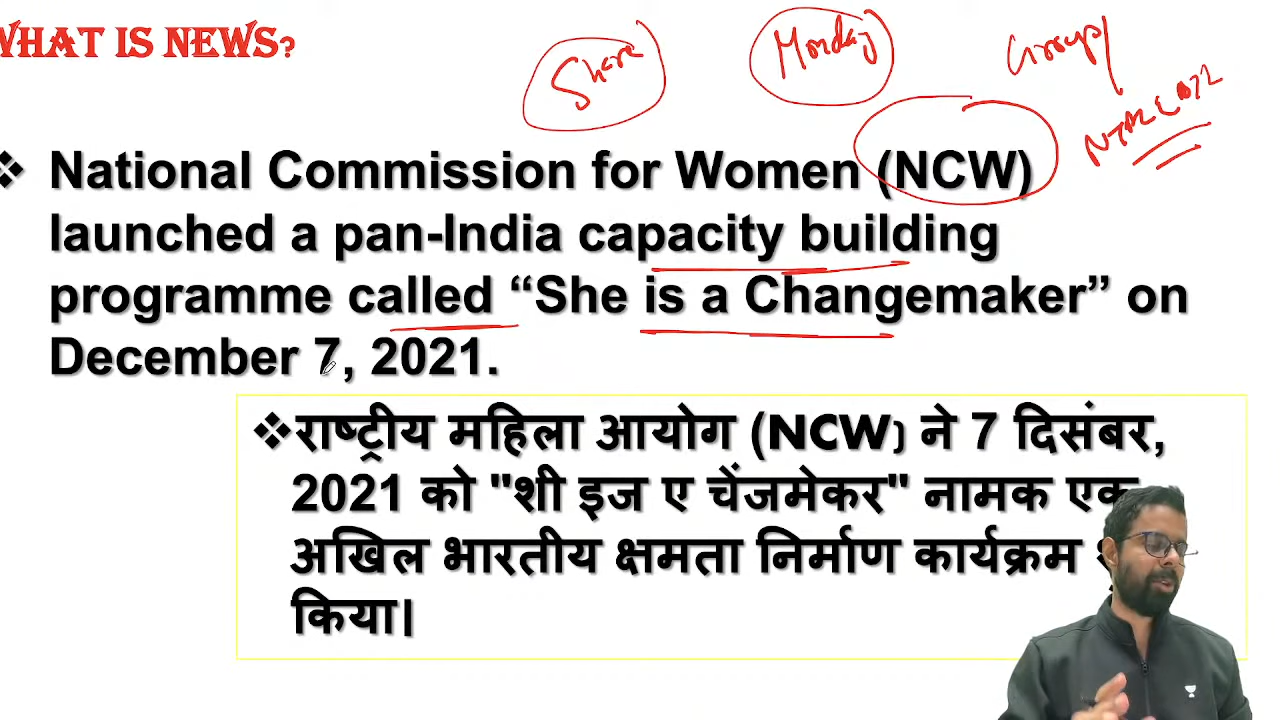 WHAT IS NEWS?
Share
Monday
Group
❖ National Commission for Women (NCW)
launched a pan-India capacity building
programme called “She is a Changemaker” on
December 7, 2021.
❖राष्ट्रीय महिला आयोग (NCW) ने 7 दिसंबर,
2021 को "शी इज ए चेंजमेकर" नामक एक
अखिल भारतीय क्षमता निर्माण कार्यक्रम
किया।